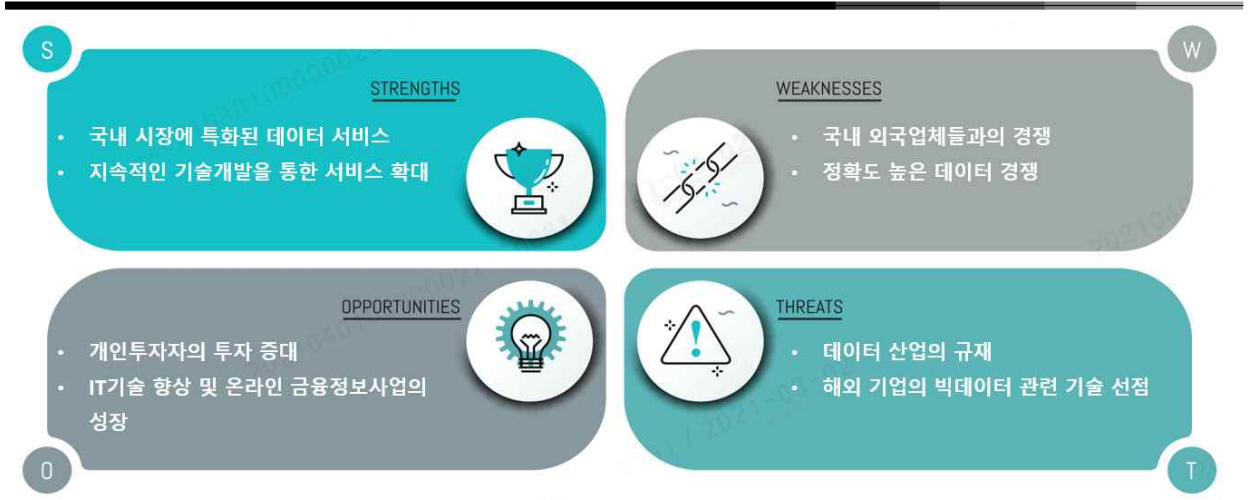 S
STRENGTHS
• 국내 시장에 특화된 데이터 서비스
• 지속적인 기술개발을 통한 서비스 확대
W
WEAKNESSES
• 국내 외국업체들과의 경쟁
• 정확도 높은 데이터 경쟁
OPPORTUNITIES
• 개인투자자의 투자 증대
• IT기술 향상 및 온라인 금융정보사업의
성장
O
THREATS
• 데이터 산업의 규재
• 해외 기업의 빅데이터 관련 기술 선점
T